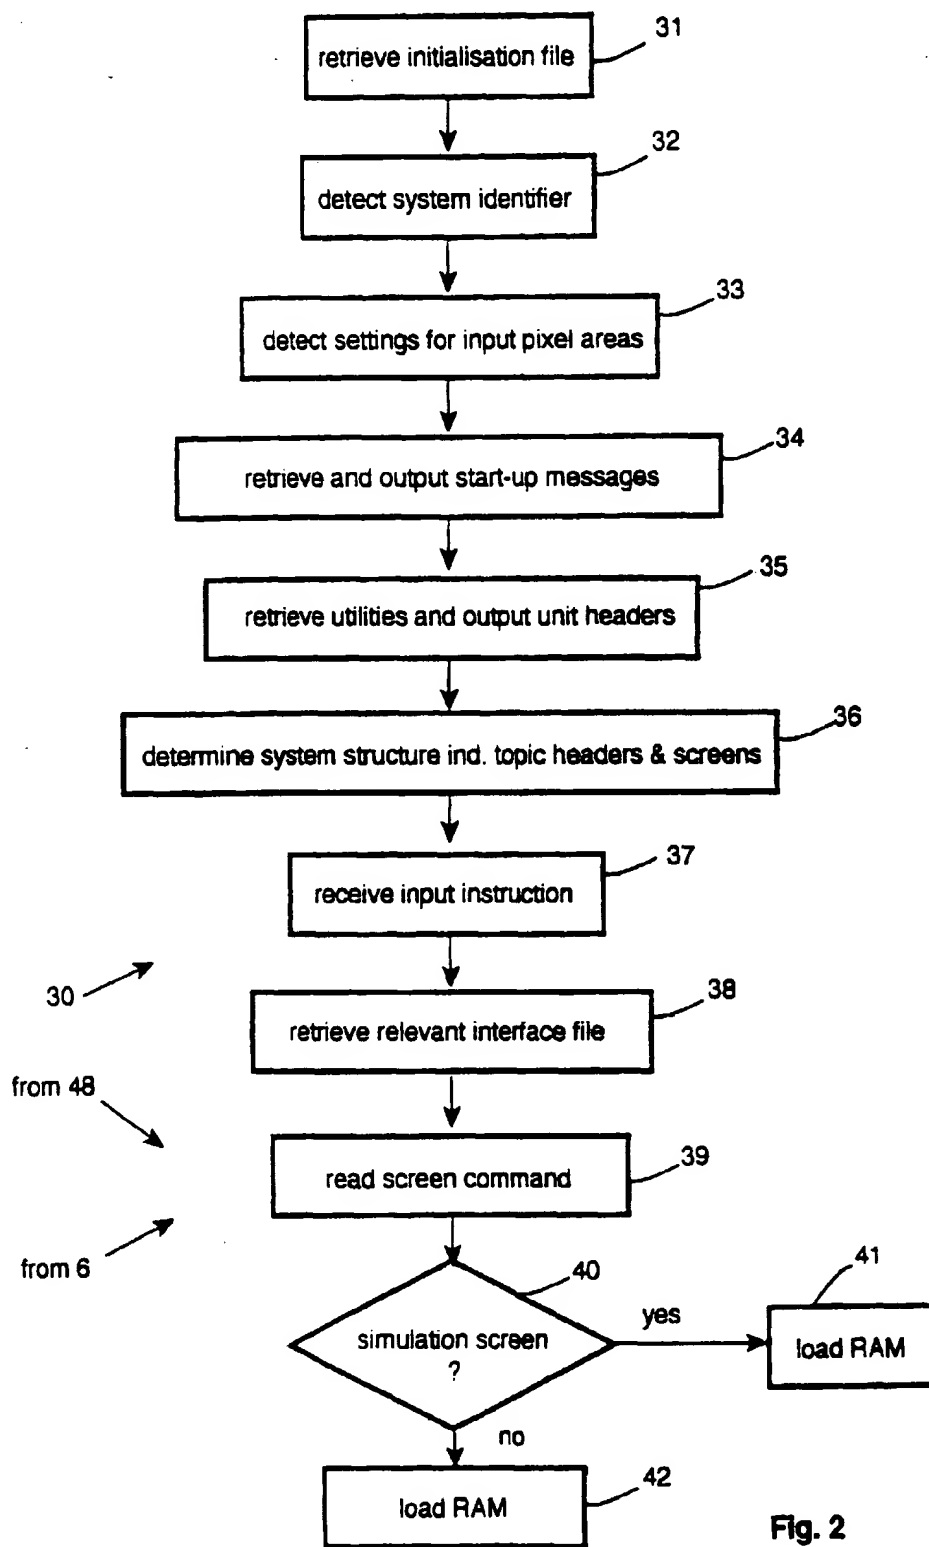 31
retrieve initialisation file
32
detect system identifier
33
detect settings for input pixel areas
34
retrieve and output start-up messages
35
retrieve utilities and output unit headers
36
determine system structure ind. topic headers & screens
37
receive input instruction
30
38
retrieve relevant interface file
from 48
39
read screen command
from 6
40
simulation screen
?
yes
41
load RAM
no
42
load RAM
Fig. 2